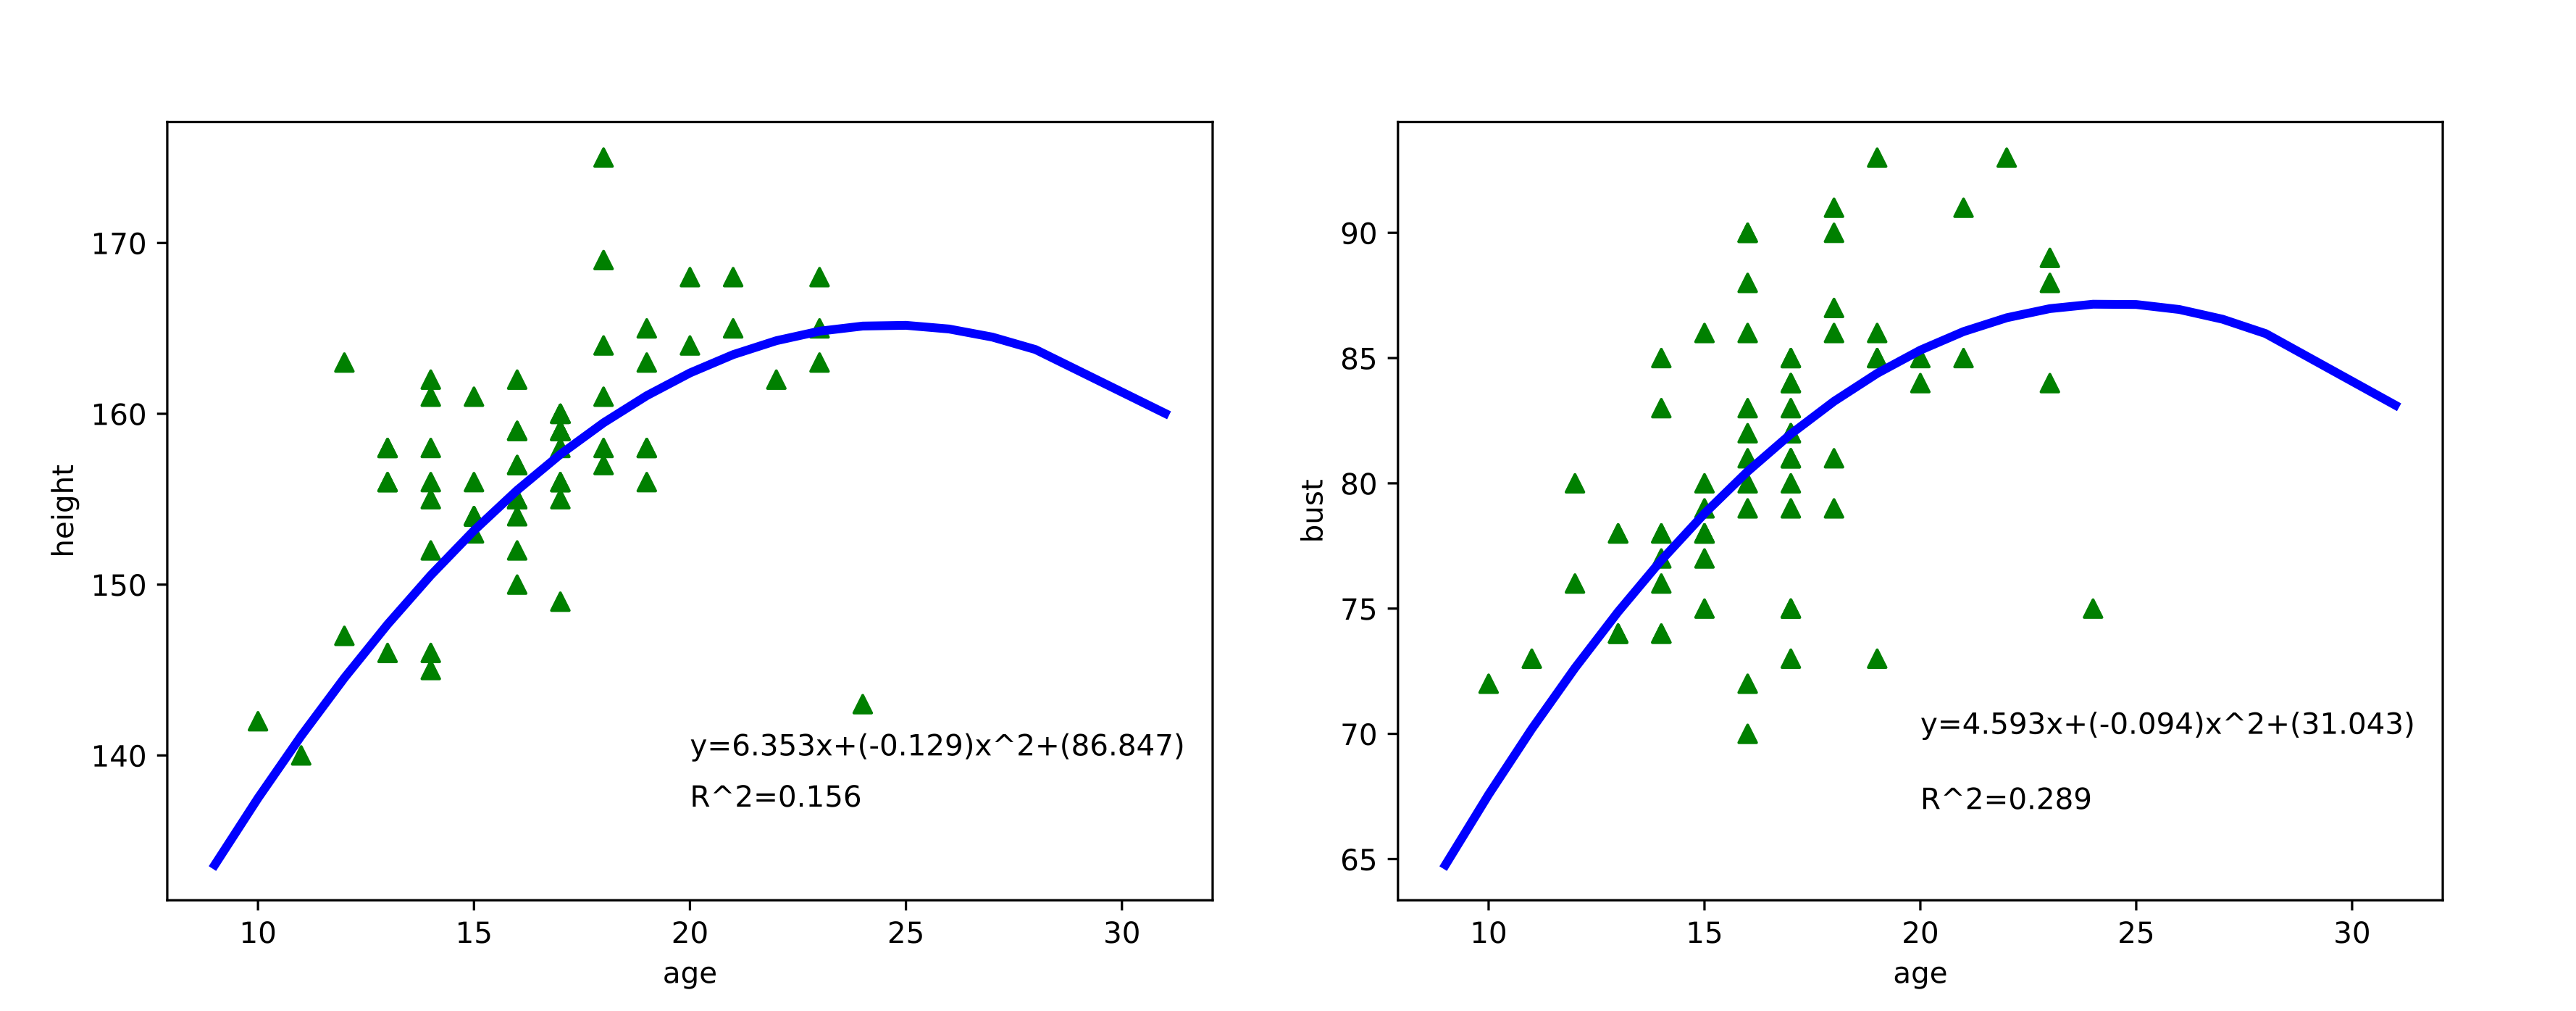 170
160
150
140
height
y=6.353x+(-0.129)x^2+(86.847)
R^2=0.156
10 15 20 25 30
age
90
85
80
75
70
65
bust
y=4.593x+(-0.094)x^2+(31.043)
R^2=0.289
10 15 20 25 30
age